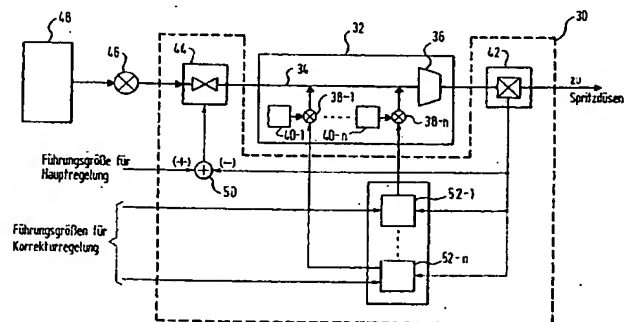 48
46
44
32
34
36
42
30
zu
Spritzdüsen
40-1
38-1
40-n
38-n
Führungsgröße für
Hauptregelung
(+)
(−)
50
Führungsgrößen für
Korrekturregelung
52-1
52-n